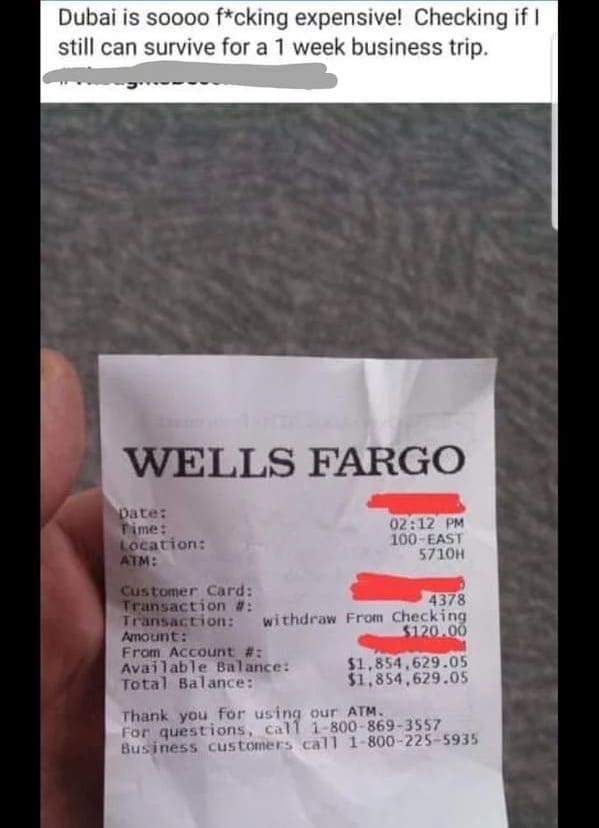 Dubai is soooo f*cking expensive! Checking if I
still can survive for a 1 week business trip.
WELLS FARGO
Date:
Time: 02:12 PM
Location: 100-EAST
ATM: 5710H
Customer Card:
Transaction #: 4378
Transaction: withdraw From Checking
Amount: $120.00
From Account #:
Available Balance: $1,854,629.05
Total Balance: $1,854,629.05
Thank you for using our ATM.
For questions, call 1-800-869-3557
Business customers call 1-800-225-5935